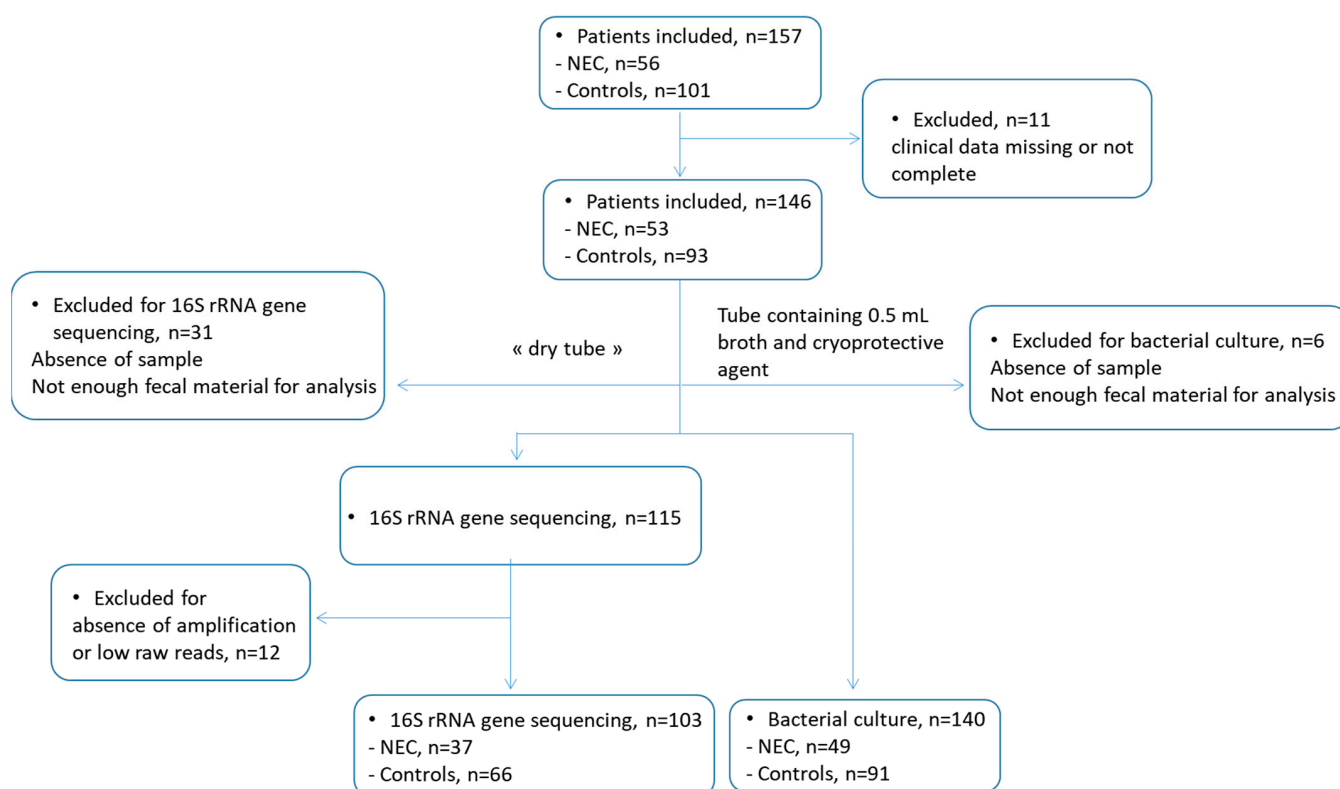 • Patients included, n=157
- NEC, n=56
- Controls, n=101
• Excluded, n=11
clinical data missing or not
complete
• Patients included, n=146
- NEC, n=53
- Controls, n=93
• Excluded for 16S rRNA gene
sequencing, n=31
Absence of sample
Not enough fecal material for analysis
« dry tube »
Tube containing 0.5 mL
broth and cryoprotective
agent
• Excluded for bacterial culture, n=6
Absence of sample
Not enough fecal material for analysis
• 16S rRNA gene sequencing, n=115
• Excluded for
absence of amplification
or low raw reads, n=12
• 16S rRNA gene sequencing, n=103
- NEC, n=37
- Controls, n=66
• Bacterial culture, n=140
- NEC, n=49
- Controls, n=91